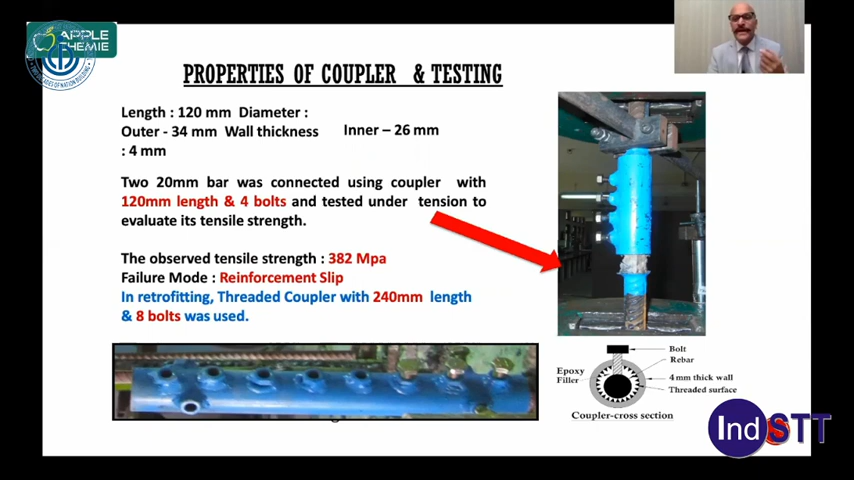 APPLE
CHEMIE
PROPERTIES OF COUPLER & TESTING
Length : 120 mm Diameter :
Outer - 34 mm Wall thickness
: 4 mm
Inner – 26 mm
Two 20mm bar was connected using coupler with
120mm length & 4 bolts and tested under tension to
evaluate its tensile strength.
The observed tensile strength : 382 Mpa
Failure Mode : Reinforcement Slip
In retrofitting, Threaded Coupler with 240mm length
& 8 bolts was used.
Bolt
Rebar
Epoxy
Filler
4mm thick wall
Threaded surface
Coupler-cross section
IndSTT